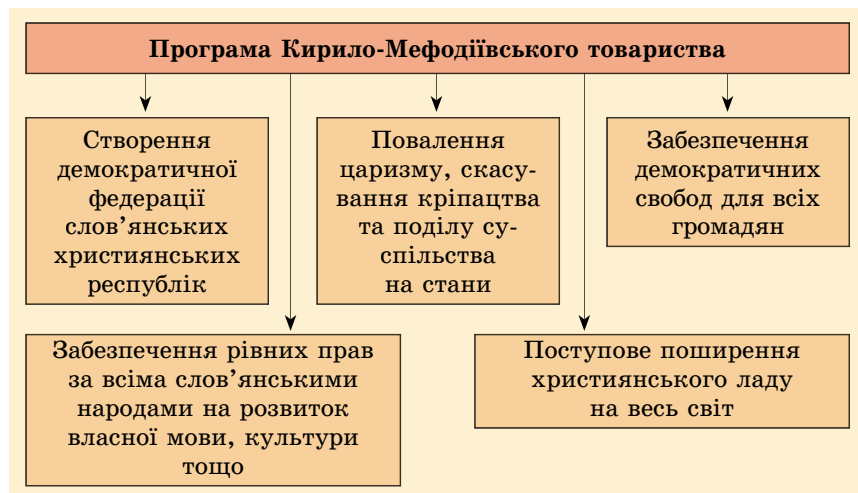 Програма Кирило-Мефодіївського товариства
Створення
демократичної
федерації
слов’янських
християнських
республік
Повалення
царизму, скасу-
вання кріпацтва
та поділу су-
спільства
на стани
Забезпечення
демократичних
свобод для всіх
громадян
Забезпечення рівних прав
за всіма слов’янськими
народами на розвиток
власної мови, культури
тощо
Поступове поширення
християнського ладу
на весь світ